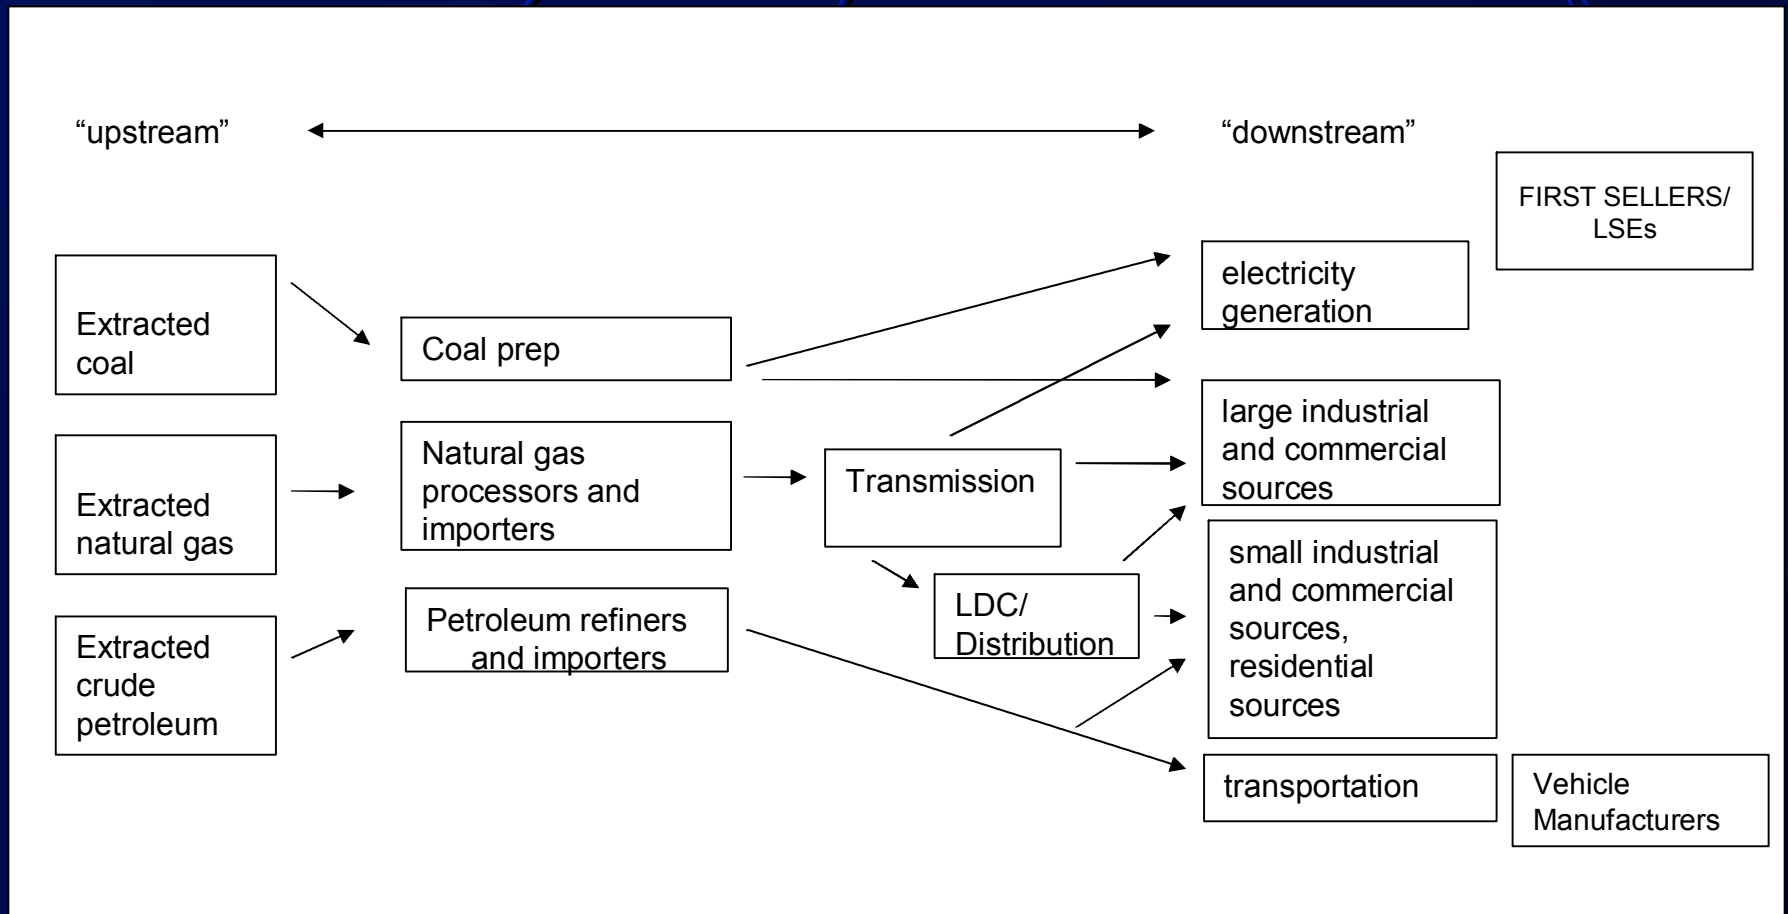 “upstream”
“downstream”
FIRST SELLERS/
LSEs
electricity
generation
Extracted
coal
Coal prep
large industrial
and commercial
sources
Natural gas
processors and
importers
Transmission
Extracted
natural gas
small industrial
and commercial
sources,
residential
sources
LDC/
Distribution
Petroleum refiners
and importers
Extracted
crude
petroleum
transportation
Vehicle
Manufacturers